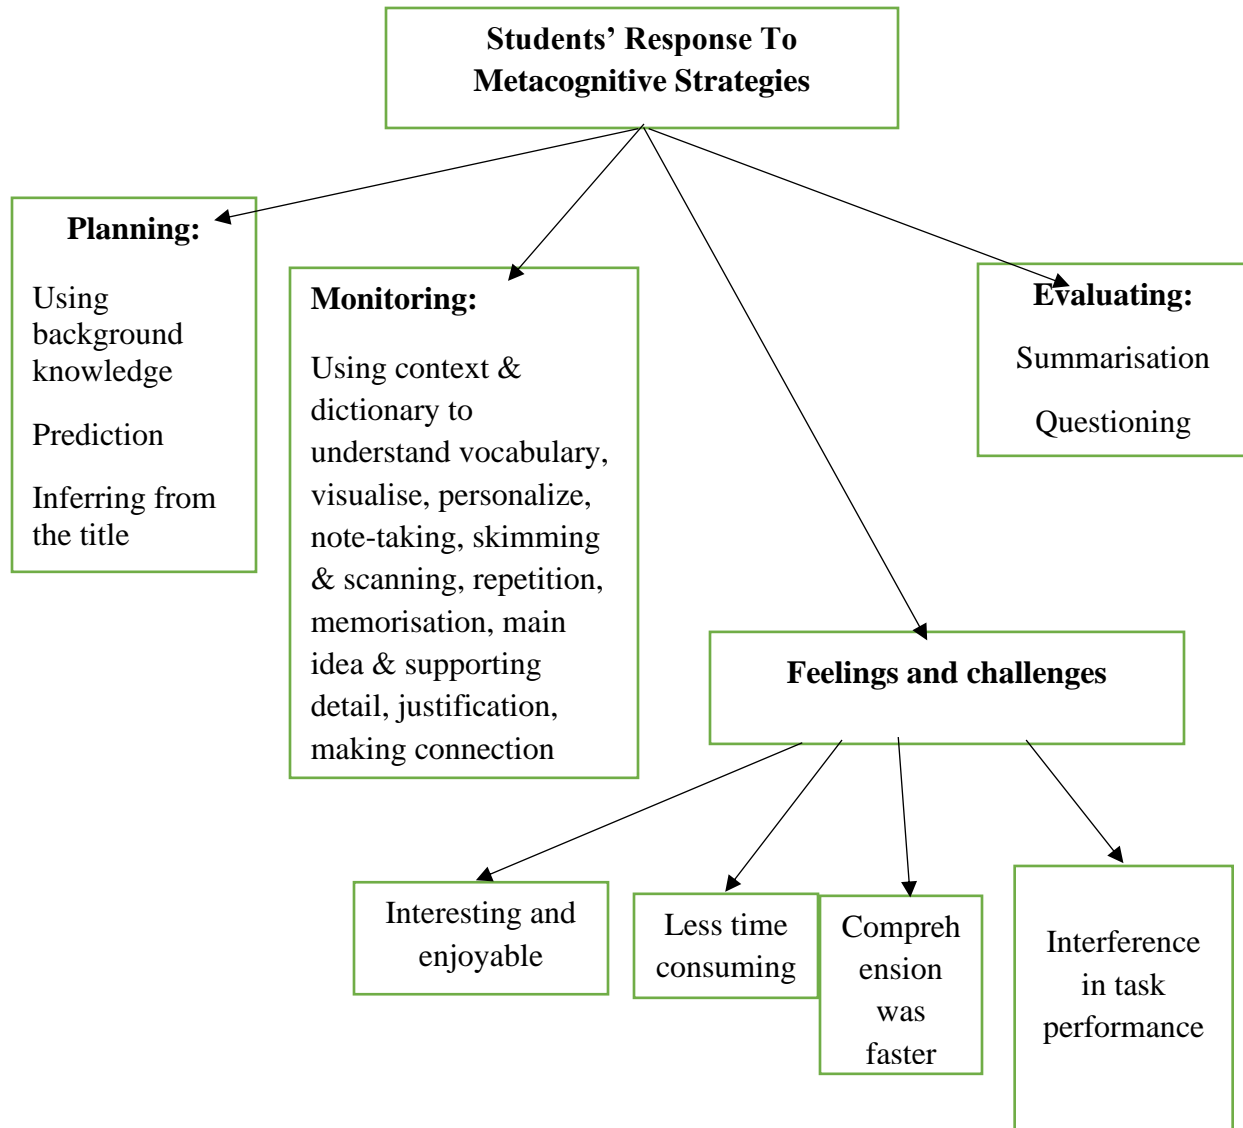 Students’ Response To
Metacognitive Strategies
Planning:
Using
background
knowledge
Prediction
Inferring from
the title
Monitoring:
Using context &
dictionary to
understand vocabulary,
visualise, personalize,
note-taking, skimming
& scanning, repetition,
memorisation, main
idea & supporting
detail, justification,
making connection
Evaluating:
Summarisation
Questioning
Feelings and challenges
Interesting and
enjoyable
Less time
consuming
Compreh
ension
was
faster
Interference
in task
performance